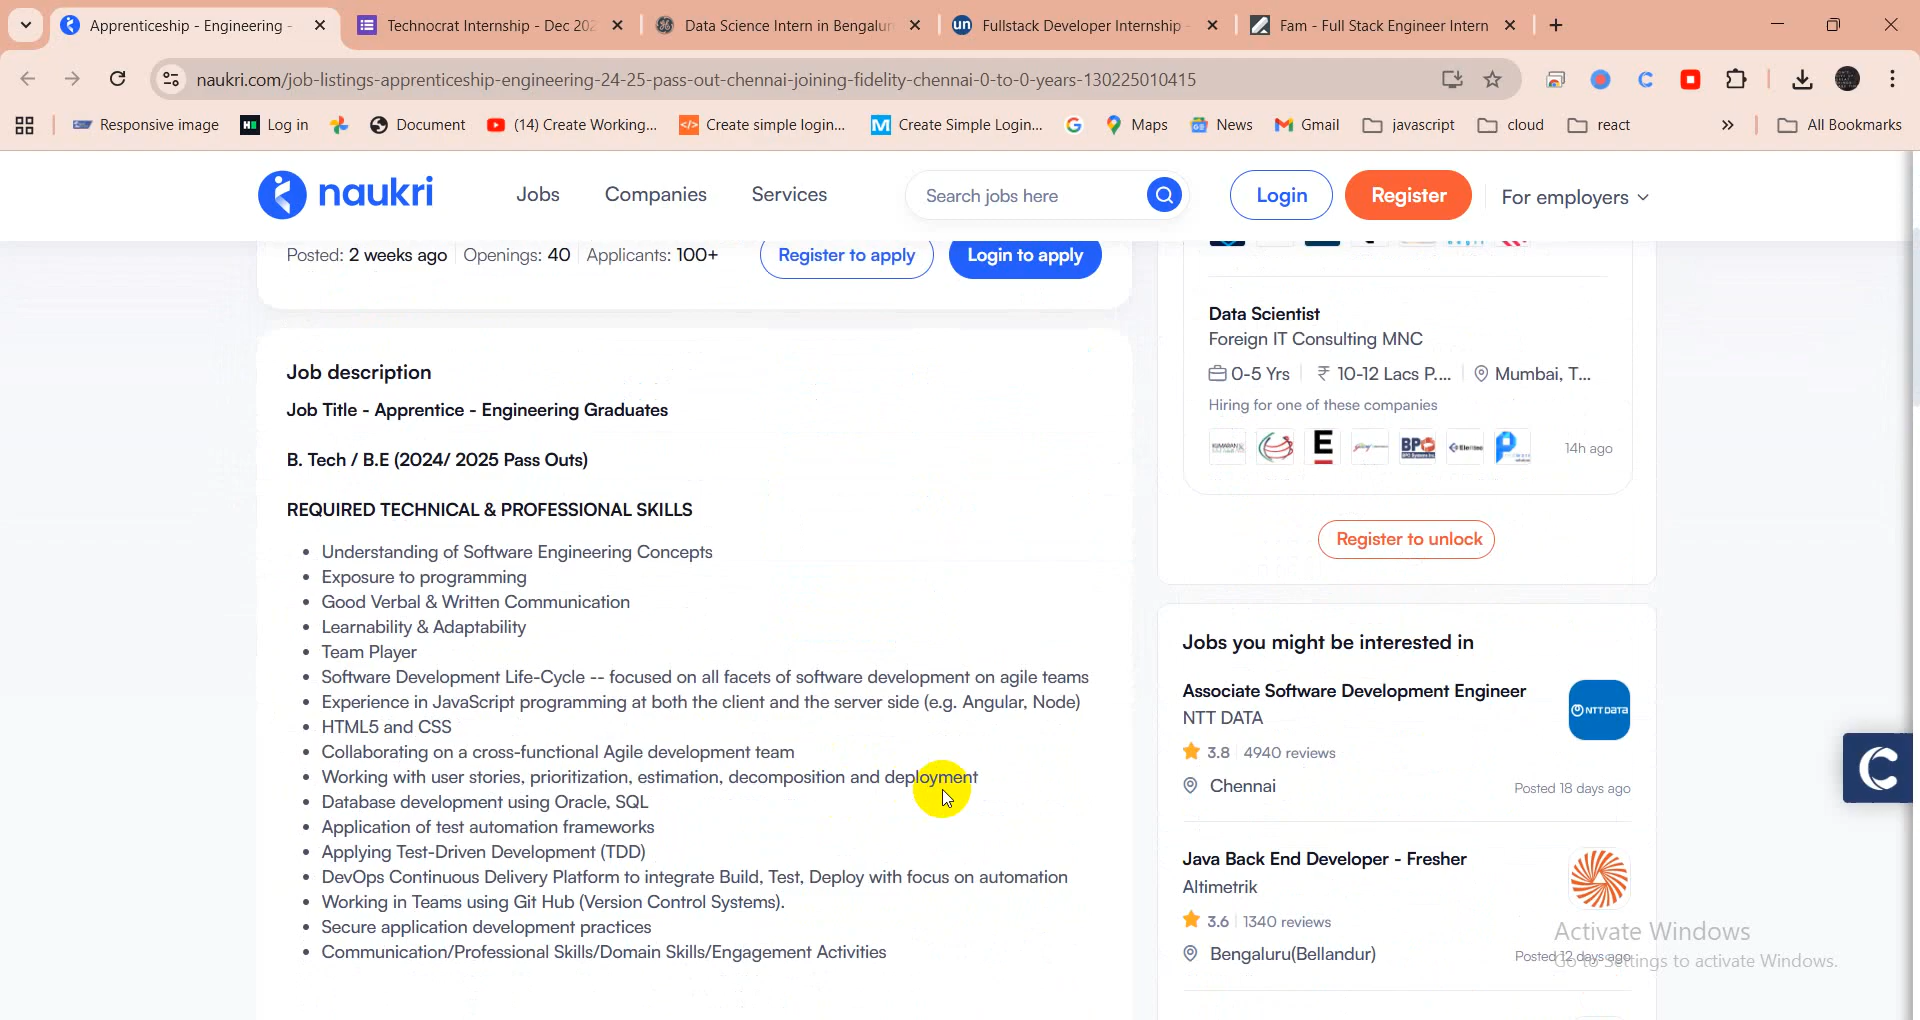 Apprenticeship - Engineering -
Technocrat Internship - Dec 202
Data Science Intern in Bengalur
un
Fullstack Developer Internship -
Fam - Full Stack Engineer Intern
naukri.com/job-listings-apprenticeship-engineering-24-25-pass-out-chennai-joining-fidelity-chennai-0-to-0-years-130225010415
Responsive image
Log in
Document
(14) Create Working...
Create simple login...
Create Simple Login...
Maps
News
Gmail
javascript
cloud
react
All Bookmarks
naukri
Jobs
Companies
Services
Search jobs here
Login
Register
For employers
Posted: 2 weeks ago
Openings: 40
Applicants: 100+
Register to apply
Login to apply
Job description
Job Title - Apprentice - Engineering Graduates
B. Tech / B.E (2024/ 2025 Pass Outs)
REQUIRED TECHNICAL & PROFESSIONAL SKILLS
• Understanding of Software Engineering Concepts
• Exposure to programming
• Good Verbal & Written Communication
• Learnability & Adaptability
• Team Player
• Software Development Life-Cycle -- focused on all facets of software development on agile teams
• Experience in JavaScript programming at both the client and the server side (e.g. Angular, Node)
• HTML5 and CSS
• Collaborating on a cross-functional Agile development team
• Working with user stories, prioritization, estimation, decomposition and deployment
• Database development using Oracle, SQL
• Application of test automation frameworks
• Applying Test-Driven Development (TDD)
• DevOps Continuous Delivery Platform to integrate Build, Test, Deploy with focus on automation
• Working in Teams using Git Hub (Version Control Systems).
• Secure application development practices
• Communication/Professional Skills/Domain Skills/Engagement Activities
Data Scientist
Foreign IT Consulting MNC
0-5 Yrs
₹ 10-12 Lacs P....
Mumbai, T...
Hiring for one of these companies
E
BPO
14h ago
Register to unlock
Jobs you might be interested in
Associate Software Development Engineer
NTT DATA
NTT DATA
3.8
4940 reviews
Chennai
Posted 18 days ago
Java Back End Developer - Fresher
Altimetrik
3.6
1340 reviews
Bengaluru(Bellandur)
Posted 12 days ago
Activate Windows
Go to Settings to activate Windows.